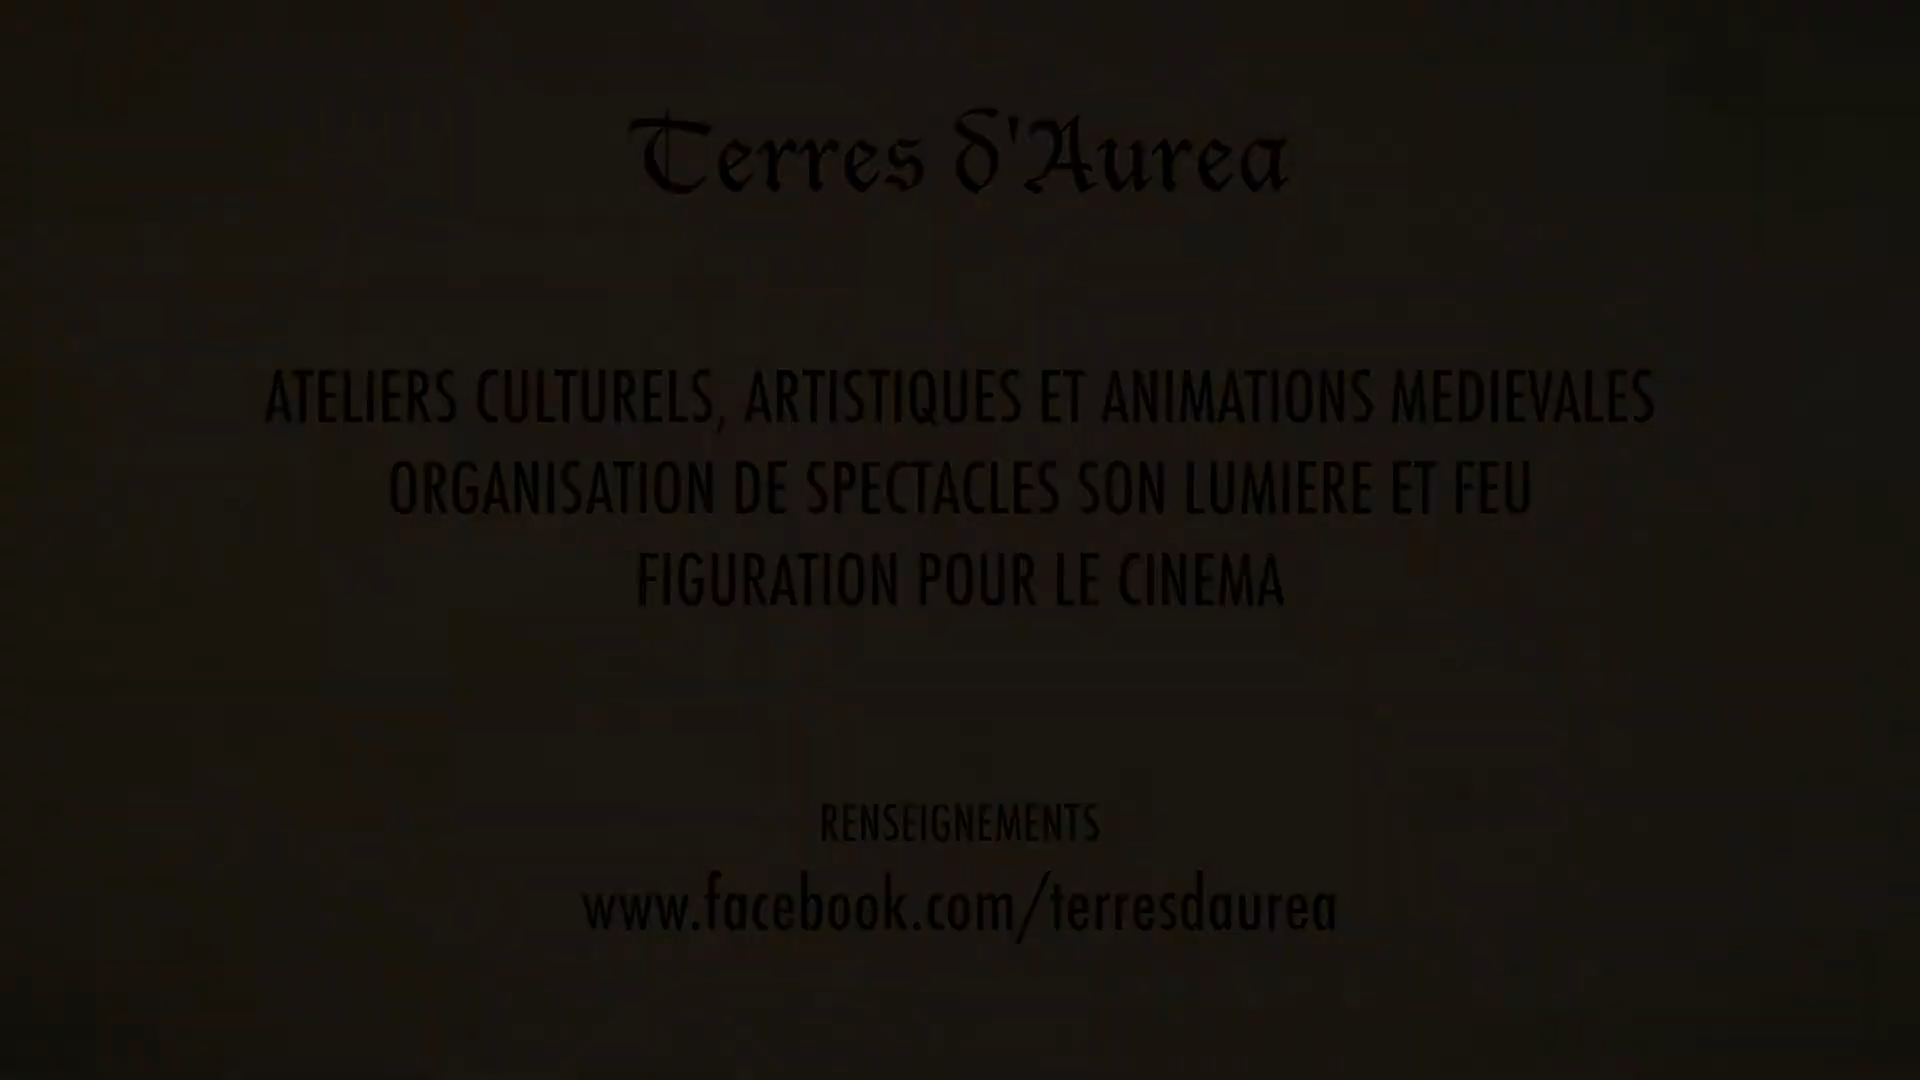 Terres d'Aurea
ATELIERS CULTURELS, ARTISTIQUES ET ANIMATIONS MEDIEVALES
ORGANISATION DE SPECTACLES SON LUMIERE ET FEU
FIGURATION POUR LE CINEMA
RENSEIGNEMENTS
www.facebook.com/terresdaurea